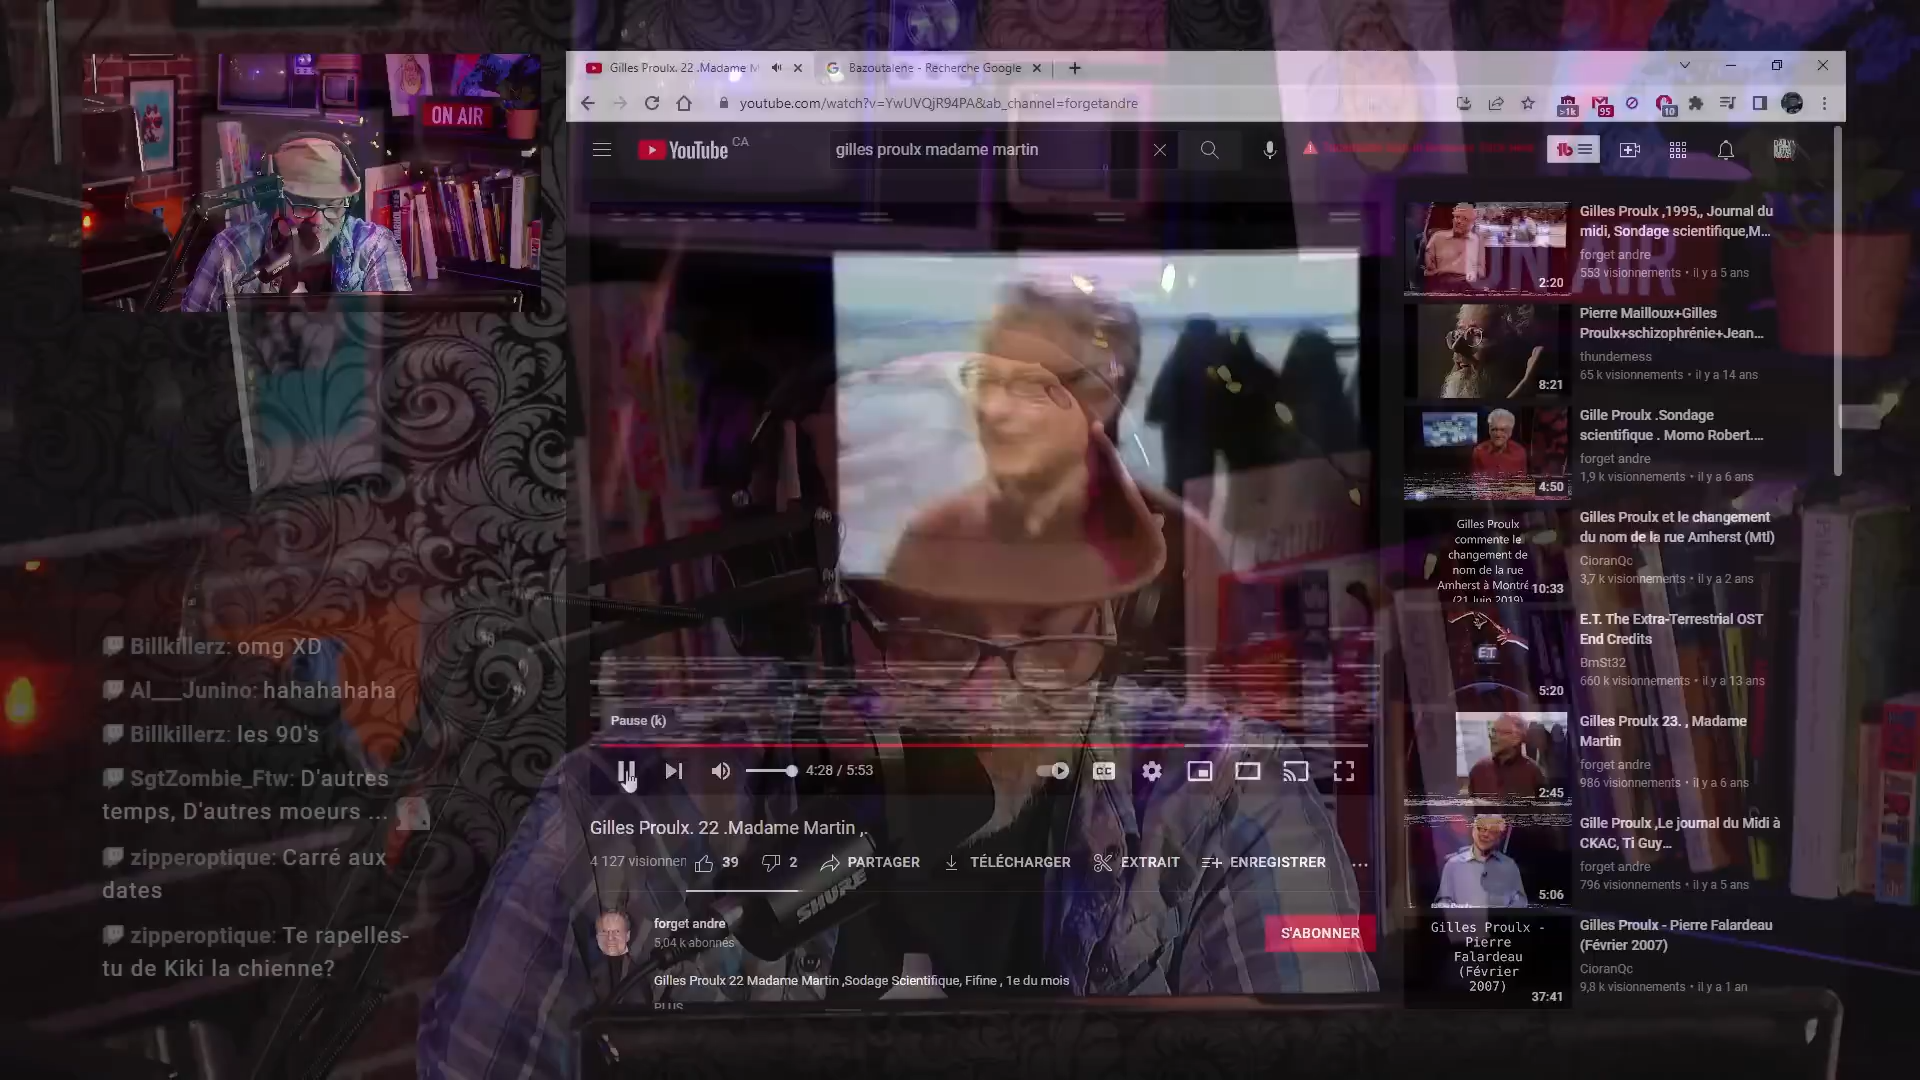 ON AIR
Gilles Proulx. 22 .Madame M
Bazoutalene - Recherche Google
youtube.com/watch?v=YwUVQjR94PA&ab_channel=forgetandre
>1k
95
10
YouTube CA
gilles proulx madame martin
Gilles Proulx ,1995,, Journal du
midi, Sondage scientifique,M...
forget andre
553 visionnements • il y a 5 ans
2:20
ON AIR
Pierre Mailloux+Gilles
Proulx+schizophrénie+Jean...
thunderness
65 k visionnements • il y a 14 ans
8:21
Gille Proulx .Sondage
scientifique . Momo Robert....
forget andre
1,9 k visionnements • il y a 6 ans
4:50
Gilles Proulx
commente le
changement de
nom de la rue
Amherst à Montré
(21 Juin 2019)
10:33
Gilles Proulx et le changement
du nom de la rue Amherst (Mtl)
CioranQc
3,7 k visionnements • il y a 2 ans
E.T. The Extra-Terrestrial OST
End Credits
BmSt32
660 k visionnements • il y a 13 ans
E.T.
5:20
Gilles Proulx 23. , Madame
Martin
forget andre
986 visionnements • il y a 6 ans
2:45
Gille Proulx ,Le journal du Midi à
CKAC, Ti Guy...
forget andre
796 visionnements • il y a 5 ans
5:06
Gilles Proulx -
Pierre
Falardeau
(Février
2007)
37:41
Gilles Proulx - Pierre Falardeau
(Février 2007)
CioranQc
9,8 k visionnements • il y a 1 an
Pause (k)
4:28 / 5:53
CC
Gilles Proulx. 22 .Madame Martin ,.
4 127 visionnen
39
2
PARTAGER
TÉLÉCHARGER
EXTRAIT
ENREGISTRER
SHURE
forget andre
5,04 k abonnés
S'ABONNER
Gilles Proulx 22 Madame Martin ,Sodage Scientifique, Fifine , 1e du mois
PLUS
Billkillerz: omg XD
Al___Junino: hahahahaha
Billkillerz: les 90's
SgtZombie_Ftw: D'autres
temps, D'autres moeurs ...
zipperoptique: Carré aux
dates
zipperoptique: Te rapelles-
tu de Kiki la chienne?